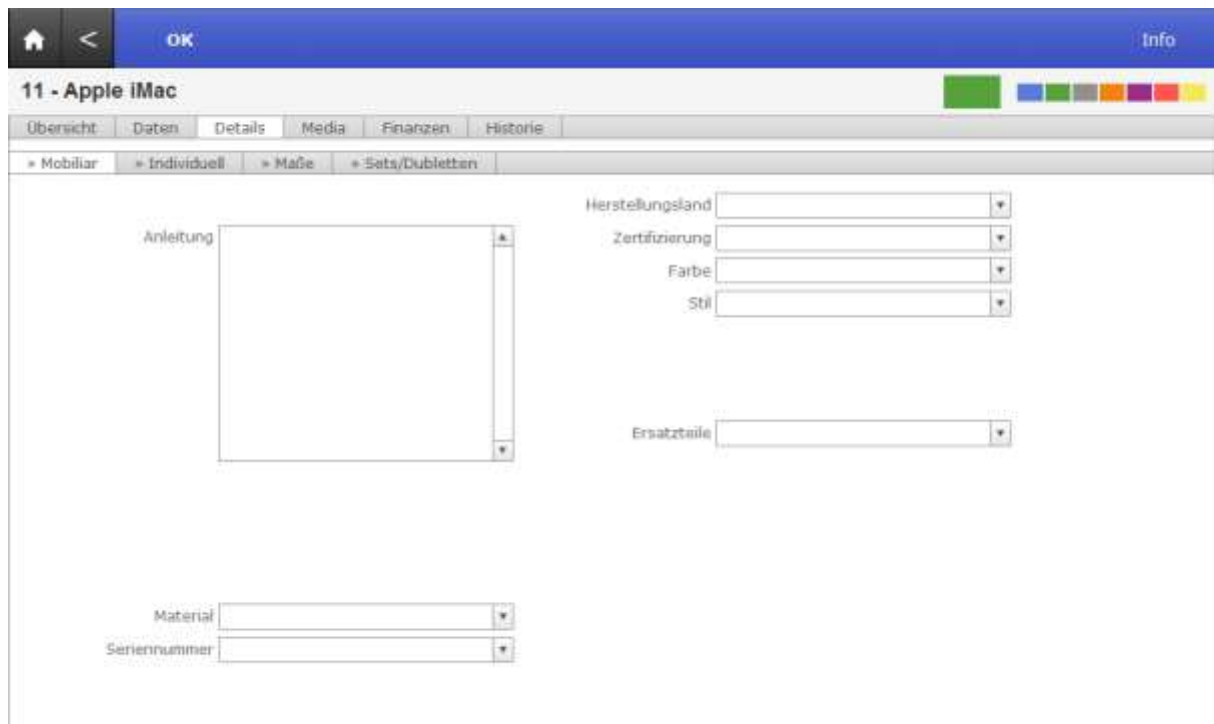 < OK Info
11 - Apple iMac
Übersicht Daten Details Media Finanzen Historie
» Mobiliar » Individuell » Maße » Sets/Dubletten
Herstellungsland
Anleitung Zertifizierung
Farbe
Stil
Ersatzteile
Material
Seriennummer